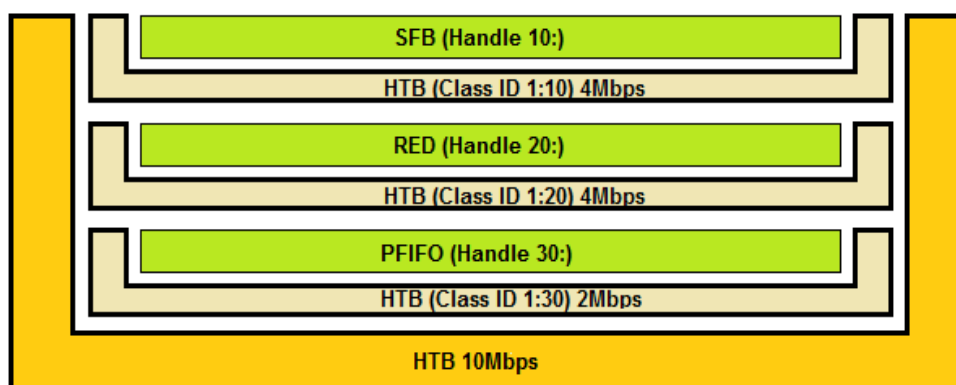 SFB (Handle 10:)
HTB (Class ID 1:10) 4Mbps
RED (Handle 20:)
HTB (Class ID 1:20) 4Mbps
PFIFO (Handle 30:)
HTB (Class ID 1:30) 2Mbps
HTB 10Mbps